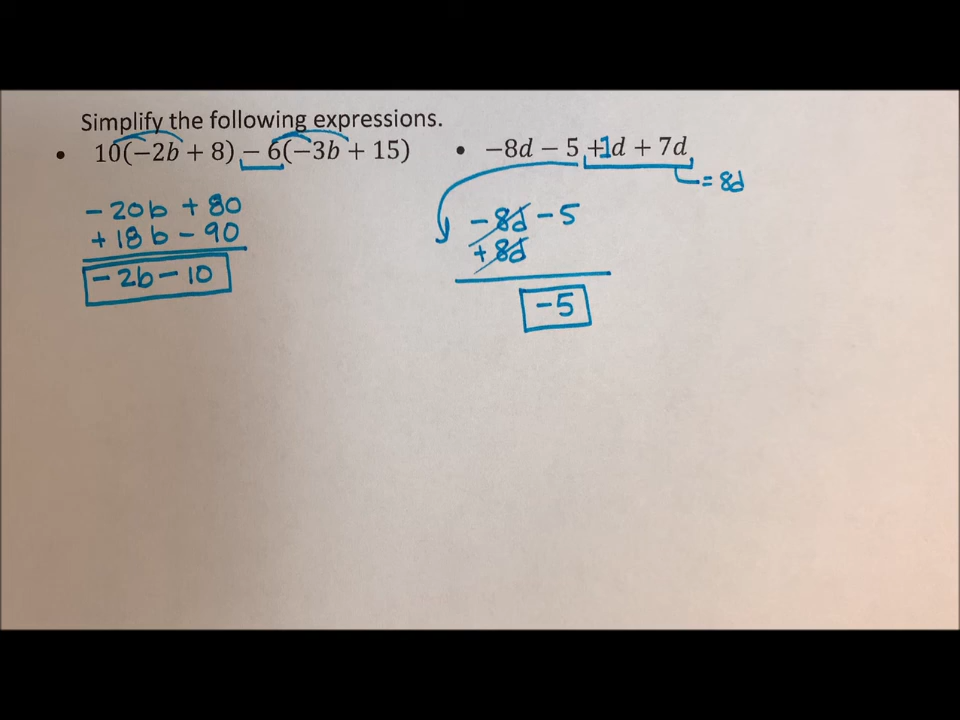 Simplify the following expressions.
• 10(−2b + 8) − 6(−3b + 15)
− 20b + 80
+ 18b − 90
− 2b − 10
• −8d − 5 +1d + 7d
= 8d
− 8d − 5
+ 8d
− 5